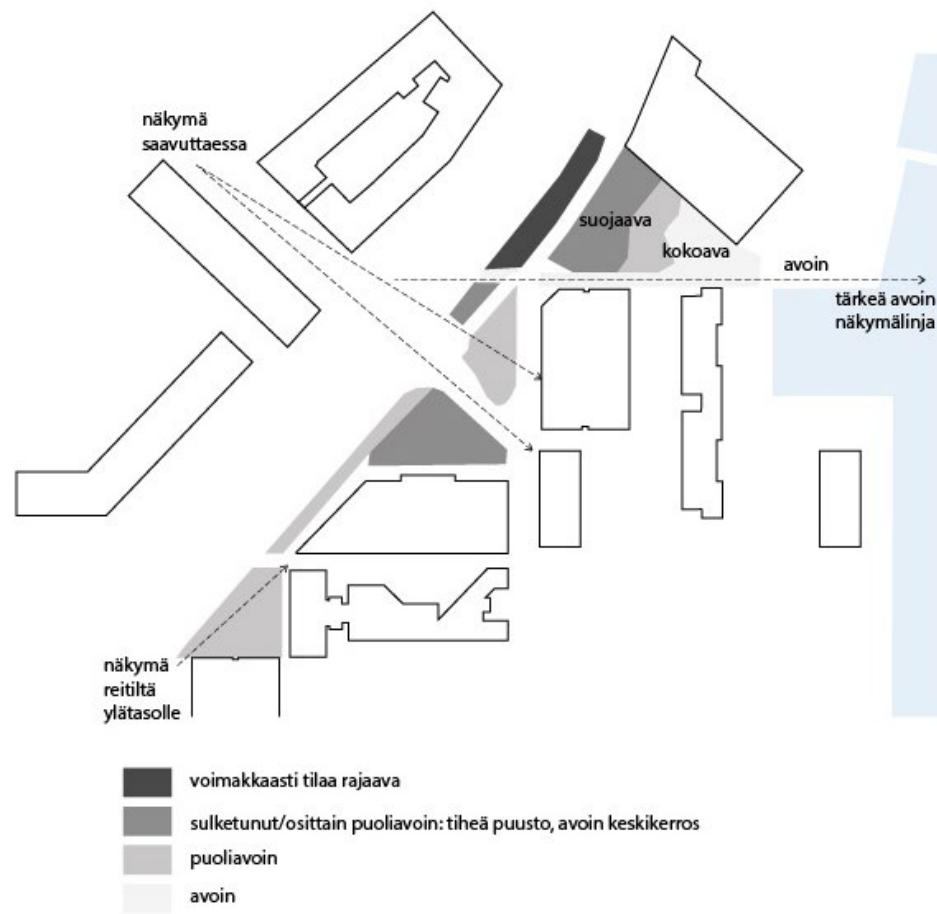 näkymä
saavuttaessa
suojaava
kokoava
avoin
tärkeä avoin
näkymälinja
näkymä
reitiltä
ylätasolle
voimakkaasti tilaa rajaava
sulketunut/osittain puoliavoin: tiheä puusto, avoin keskikerros
puoliavoin
avoin